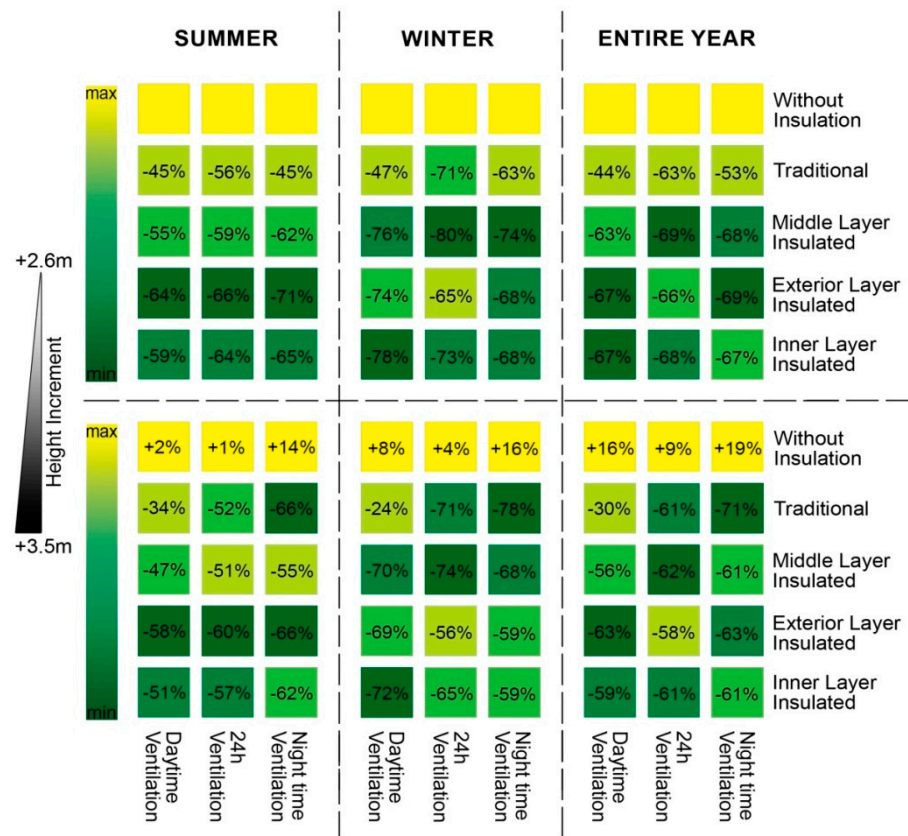 SUMMER WINTER ENTIRE YEAR
max
Without
Insulation
-45% -56% -45% -47% -71% -63% -44% -63% -53% Traditional
-55% -59% -62% -76% -80% -74% -63% -69% -68% Middle Layer
Insulated
+2.6m
-64% -66% -71% -74% -65% -68% -67% -66% -69% Exterior Layer
Insulated
-59% -64% -65% -78% -73% -68% -67% -68% -67% Inner Layer
Insulated
min
Height Increment
max
+2% +1% +14% +8% +4% +16% +16% +9% +19% Without
Insulation
-34% -52% -66% -24% -71% -78% -30% -61% -71% Traditional
+3.5m
-47% -51% -55% -70% -74% -68% -56% -62% -61% Middle Layer
Insulated
-58% -60% -66% -69% -56% -59% -63% -58% -63% Exterior Layer
Insulated
-51% -57% -62% -72% -65% -59% -59% -61% -61% Inner Layer
Insulated
min
Daytime
Ventilation
24h
Ventilation
Night time
Ventilation
Daytime
Ventilation
24h
Ventilation
Night time
Ventilation
Daytime
Ventilation
24h
Ventilation
Night time
Ventilation